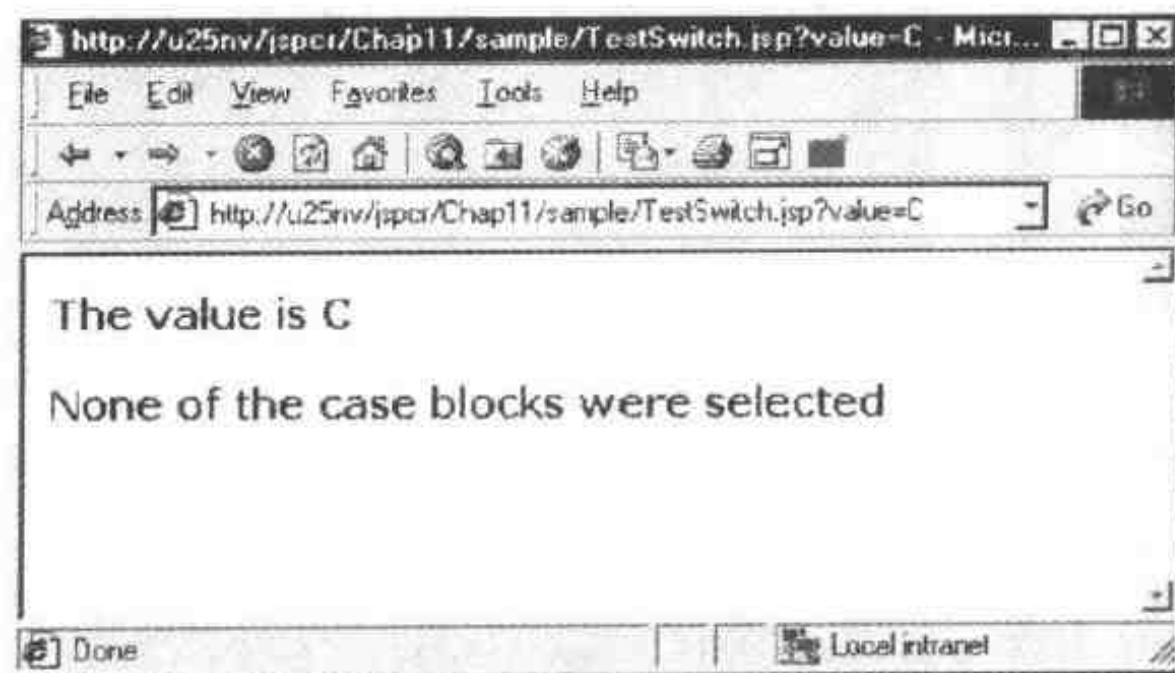 http://u25nv/jspcr/Chap11/sample/TestSwitch.jsp?value=C - Micr...
File Edit View Favorites Tools Help
Address http://u25nv/jspcr/Chap11/sample/TestSwitch.jsp?value=C Go
The value is C
None of the case blocks were selected
Done Local intranet